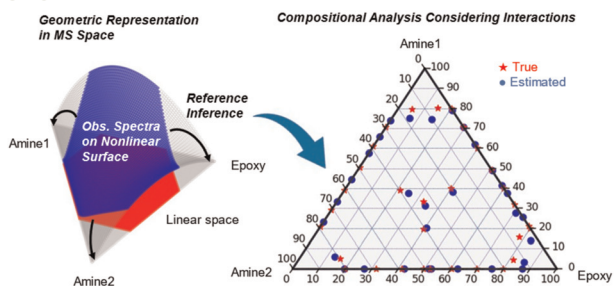 Geometric Representation
in MS Space
Compositional Analysis Considering Interactions
Amine1
Obs. Spectra
on Nonlinear
Surface
Epoxy
Linear space
Amine2
Reference
Inference
Amine1
True
Estimated
0
10
20
30
40
50
60
70
80
90
100
100
90
80
70
60
50
40
30
20
10
0
Amine2
0 10 20 30 40 50 60 70 80 90 100
Epoxy